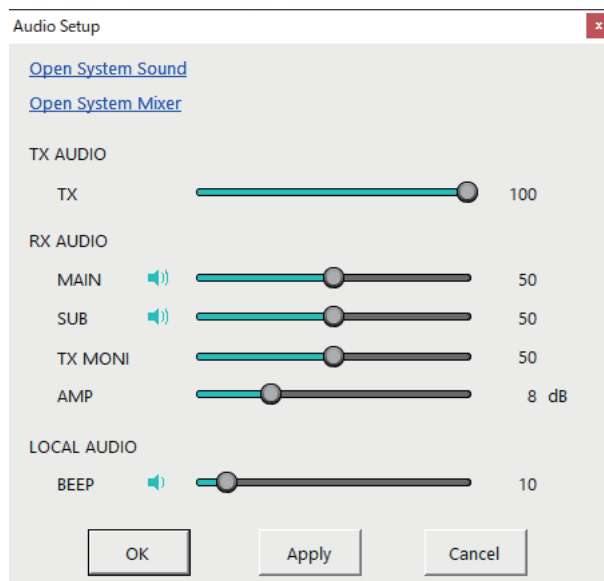 Audio Setup x
Open System Sound
Open System Mixer
TX AUDIO
TX 100
RX AUDIO
MAIN 50
SUB 50
TX MONI 50
AMP 8 dB
LOCAL AUDIO
BEEP 10
OK Apply Cancel